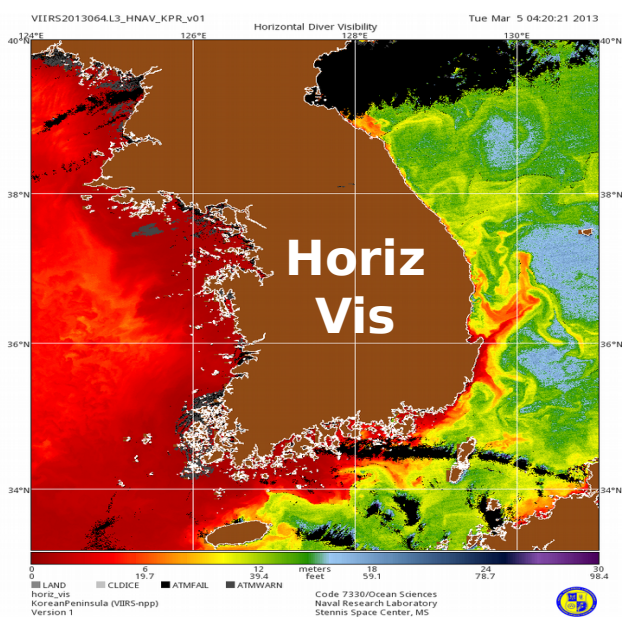 VIIRS2013064.L3_HNAV_KPR_v01
Tue Mar 5 04:20:21 2013
Horizontal Diver Visibility
124°E 126°E 128°E 130°E
40°N 40°N
38°N 38°N
Horiz
Vis
36°N 36°N
34°N 34°N
0 6 12 meters 18 24 30
0 19.7 39.4 feet 59.1 78.7 98.4
LAND CLDICE ATMFAIL ATMWARN
horiz_vis
KoreanPeninsula (VIIRS-npp)
Version 1
Code 7330/Ocean Sciences
Naval Research Laboratory
Stennis Space Center, MS